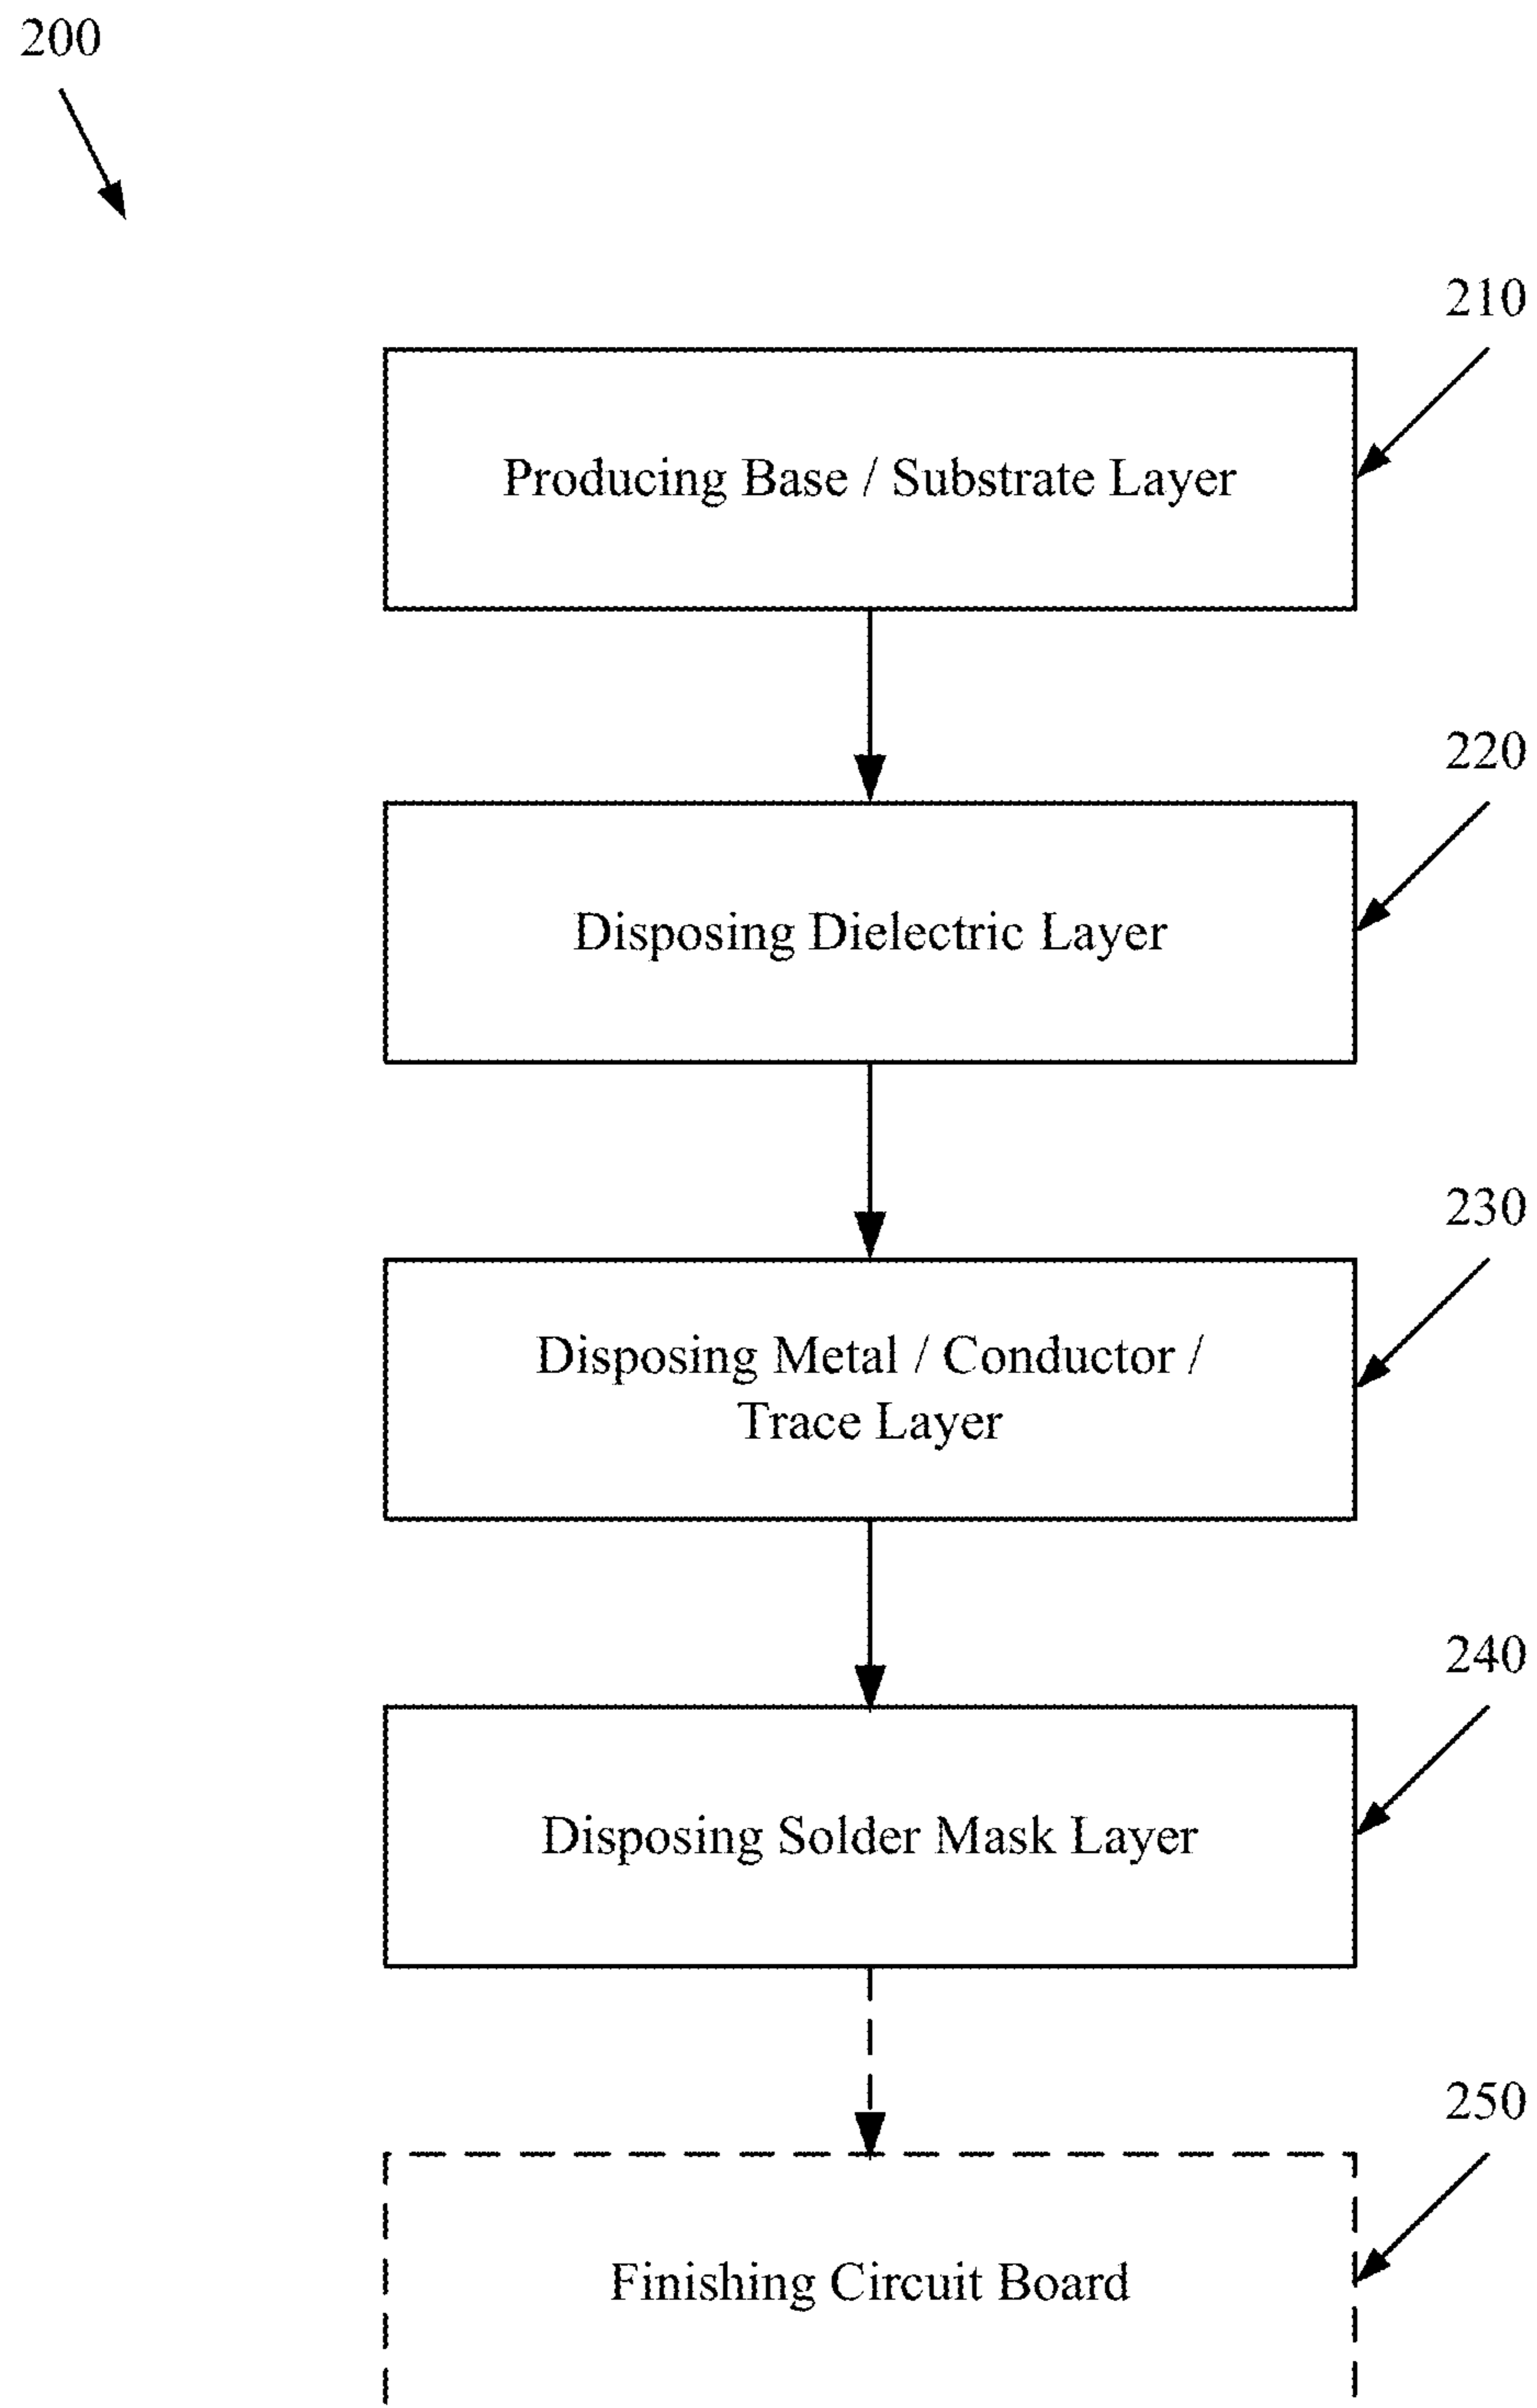 200
210
Producing Base / Substrate Layer
220
Disposing Dielectric Layer
230
Disposing Metal / Conductor /
Trace Layer
240
Disposing Solder Mask Layer
250
Finishing Circuit Board